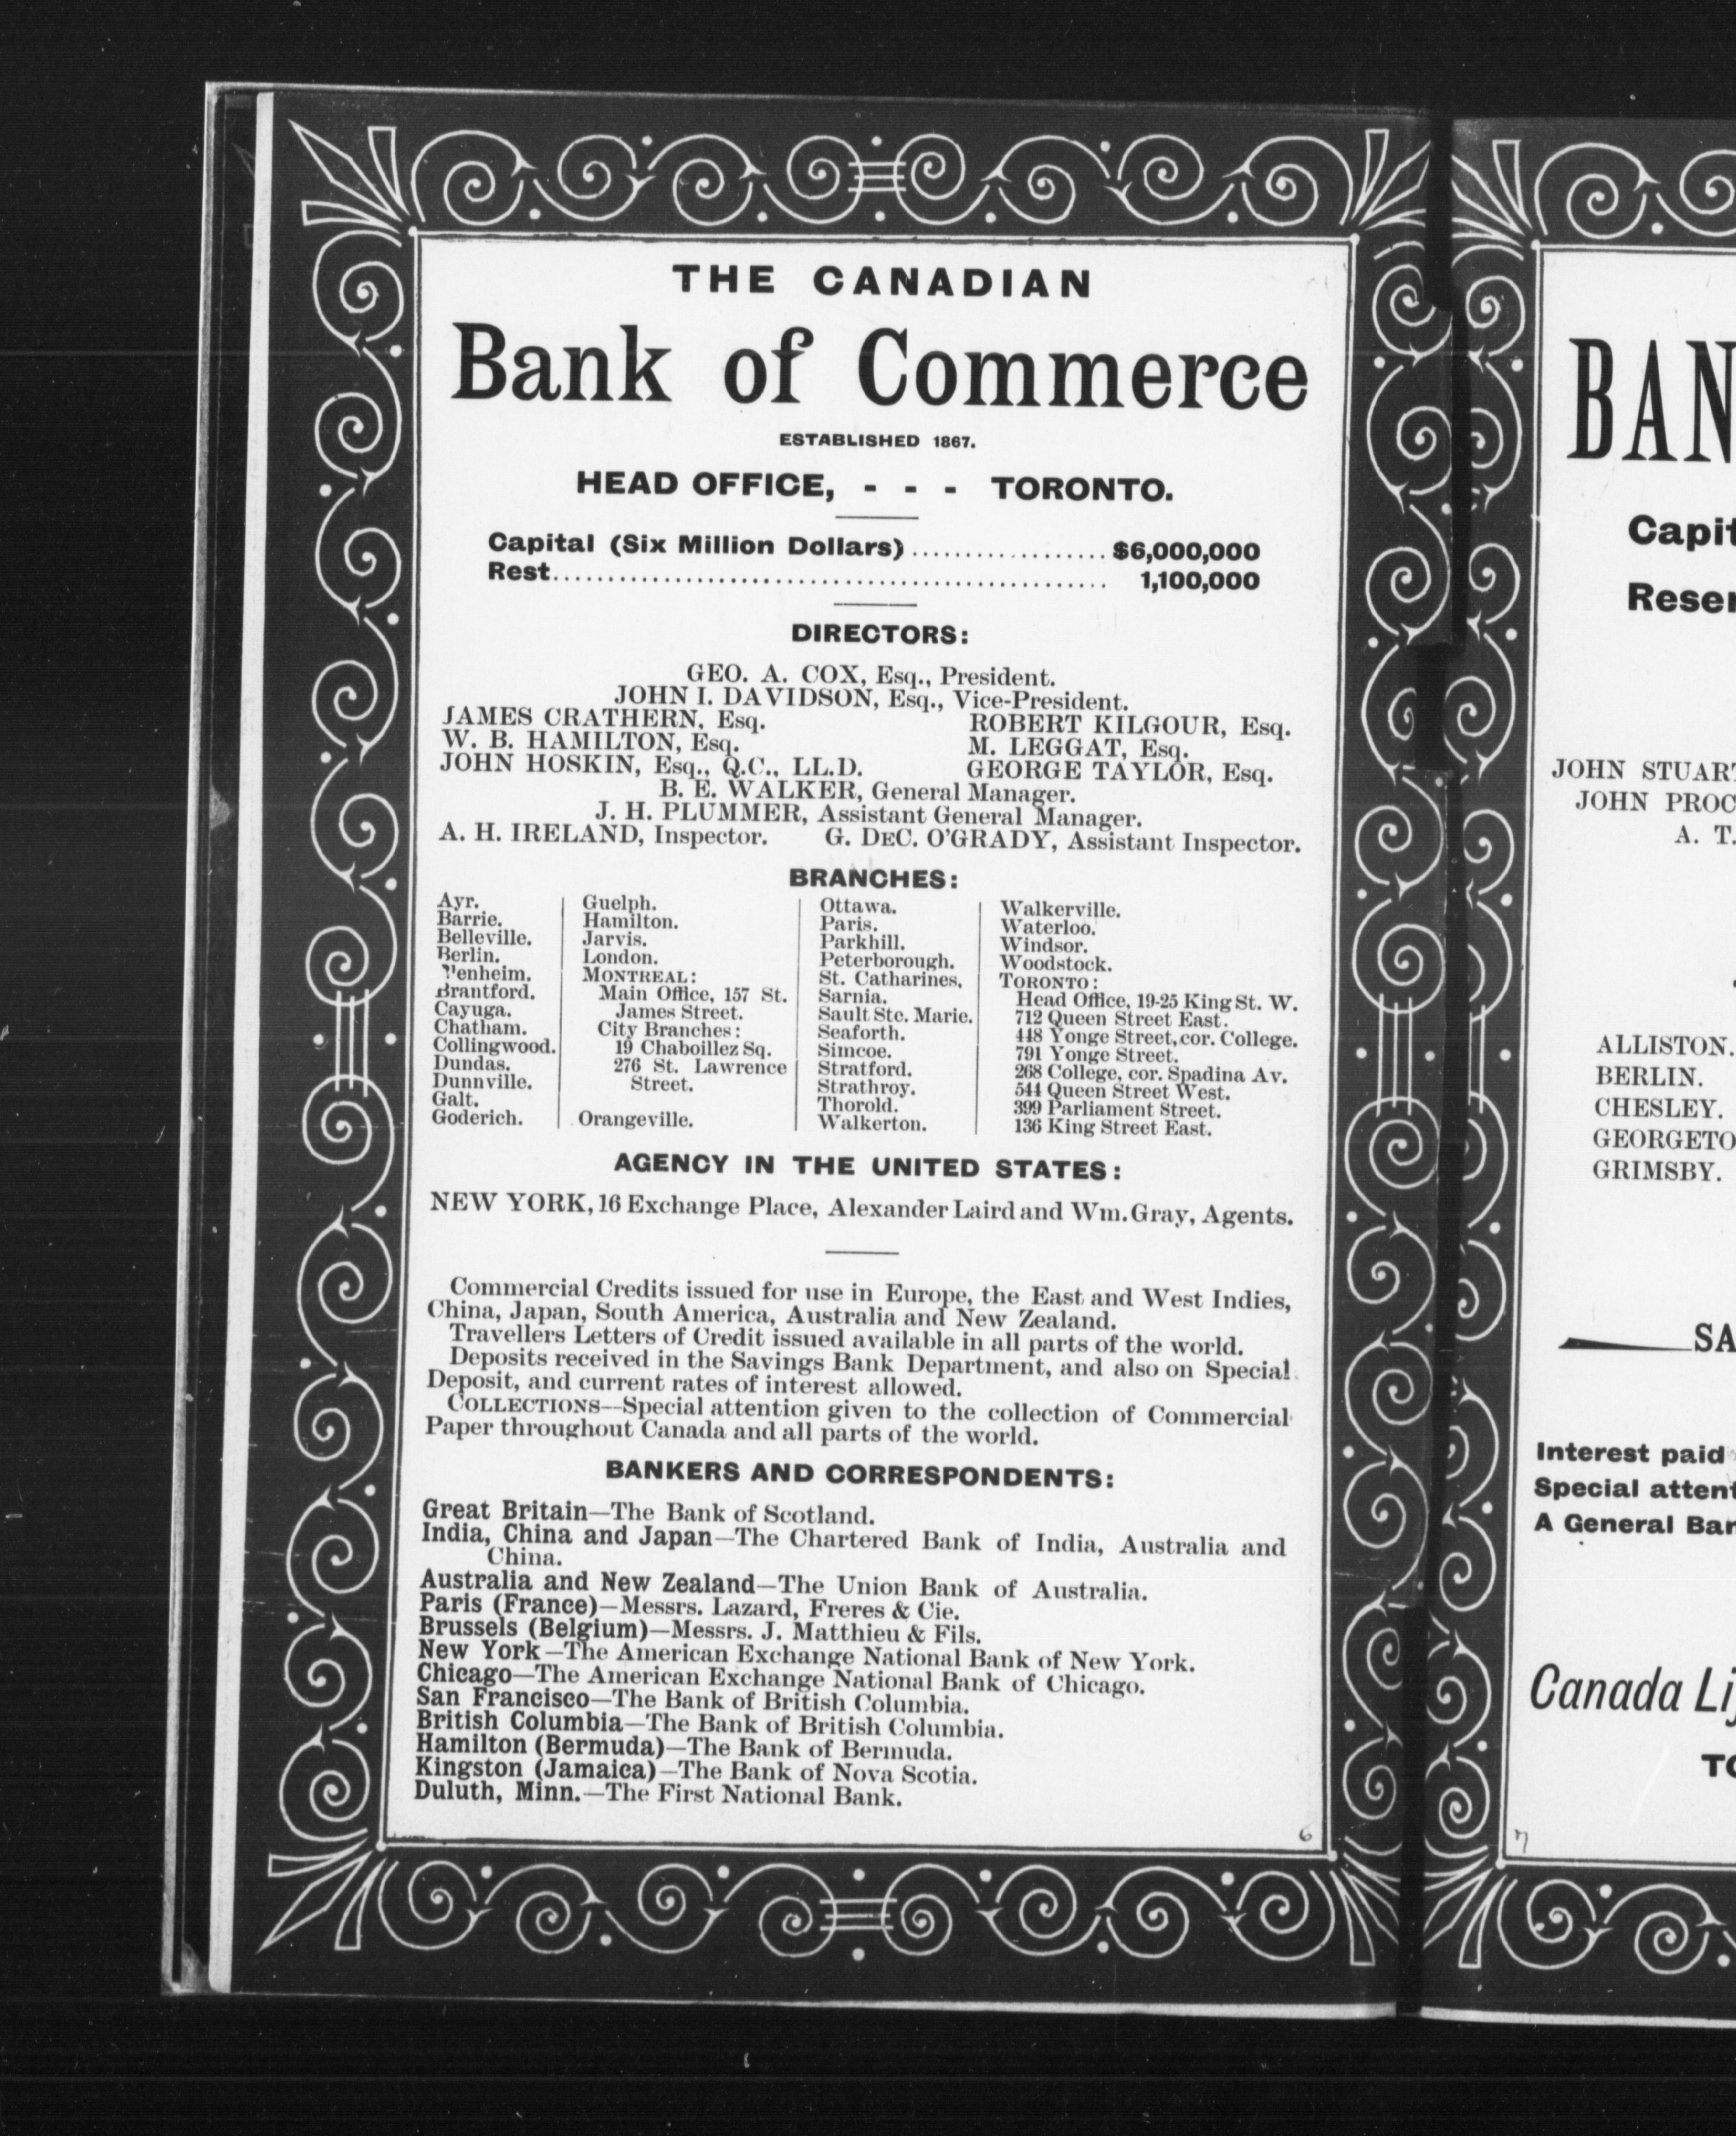 THE CANADIAN
Bank of Commerce
ESTABLISHED 1867.
HEAD OFFICE, - - - TORONTO.
Capital (Six Million Dollars) .................. $6,000,000
Rest.................................................. 1,100,000
DIRECTORS:
GEO. A. COX, Esq., President.
JOHN I. DAVIDSON, Esq., Vice-President.
JAMES CRATHERN, Esq. ROBERT KILGOUR, Esq.
W. B. HAMILTON, Esq. M. LEGGAT, Esq.
JOHN HOSKIN, Esq., Q.C., LL.D. GEORGE TAYLOR, Esq.
B. E. WALKER, General Manager.
J. H. PLUMMER, Assistant General Manager.
A. H. IRELAND, Inspector. G. DEC. O'GRADY, Assistant Inspector.
BRANCHES:
Ayr.
Barrie.
Belleville.
Berlin.
Brantford.
Cayuga.
Chatham.
Collingwood.
Dundas.
Dunnville.
Galt.
Goderich.
Guelph.
Hamilton.
Jarvis.
London.
MONTREAL:
Main Office, 157 St.
James Street.
City Branches:
19 Chaboillez Sq.
276 St. Lawrence
Street.
Orangeville.
Ottawa.
Paris.
Parkhill.
Peterborough.
St. Catharines,
Sarnia.
Sault Ste. Marie.
Seaforth.
Simcoe.
Stratford.
Strathroy.
Thorold.
Walkerton.
Walkerville.
Waterloo.
Windsor.
Woodstock.
TORONTO:
Head Office, 19-25 King St. W.
712 Queen Street East.
448 Yonge Street, cor. College.
791 Yonge Street.
268 College, cor. Spadina Av.
544 Queen Street West.
399 Parliament Street.
136 King Street East.
AGENCY IN THE UNITED STATES:
NEW YORK, 16 Exchange Place, Alexander Laird and Wm. Gray, Agents.
Commercial Credits issued for use in Europe, the East and West Indies,
China, Japan, South America, Australia and New Zealand.
Travellers Letters of Credit issued available in all parts of the world.
Deposits received in the Savings Bank Department, and also on Special
Deposit, and current rates of interest allowed.
COLLECTIONS--Special attention given to the collection of Commercial
Paper throughout Canada and all parts of the world.
BANKERS AND CORRESPONDENTS:
Great Britain—The Bank of Scotland.
India, China and Japan—The Chartered Bank of India, Australia and
China.
Australia and New Zealand—The Union Bank of Australia.
Paris (France)—Messrs. Lazard, Freres & Cie.
Brussels (Belgium)—Messrs. J. Matthieu & Fils.
New York—The American Exchange National Bank of New York.
Chicago—The American Exchange National Bank of Chicago.
San Francisco—The Bank of British Columbia.
British Columbia—The Bank of British Columbia.
Hamilton (Bermuda)—The Bank of Bermuda.
Kingston (Jamaica)—The Bank of Nova Scotia.
Duluth, Minn.—The First National Bank.
6
BAN
Capit
Reser
JOHN STUART
JOHN PROC
A. T.
ALLISTON.
BERLIN.
CHESLEY.
GEORGETO
GRIMSBY.
SA
Interest paid
Special attent
A General Ban
Canada Lif
TO
7